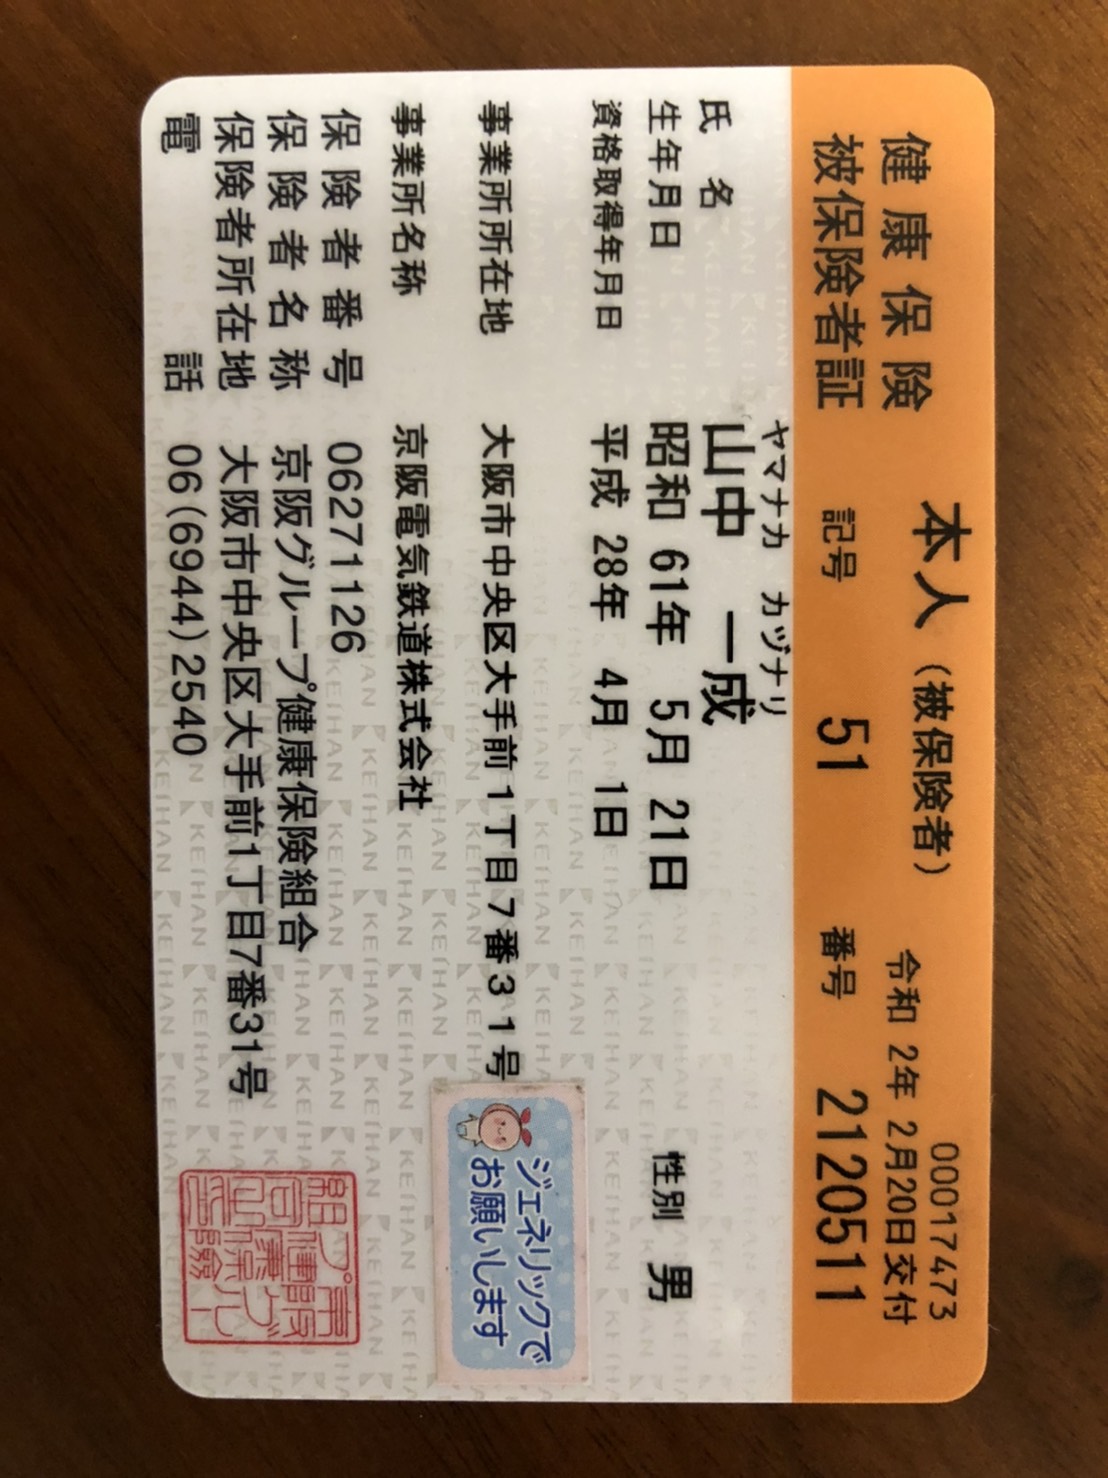 健康保険
被保険者証
本人（被保険者）
00017473
令和 2年 2月20日交付
記号 51 番号 2120511
ヤマナカ カヅナリ
氏名 山中 一成
生年月日 昭和 61年 5月 21日 性別 男
資格取得年月日 平成 28年 4月 1日
事業所所在地 大阪市中央区大手前1丁目7番31号
事業所名称 京阪電気鉄道株式会社
ジェネリックで
お願いします
保険者番号 06271126
保険者名称 京阪グループ健康保険組合
保険者所在地 大阪市中央区大手前1丁目7番31号
電話 06(6944)2540
KEIHAN